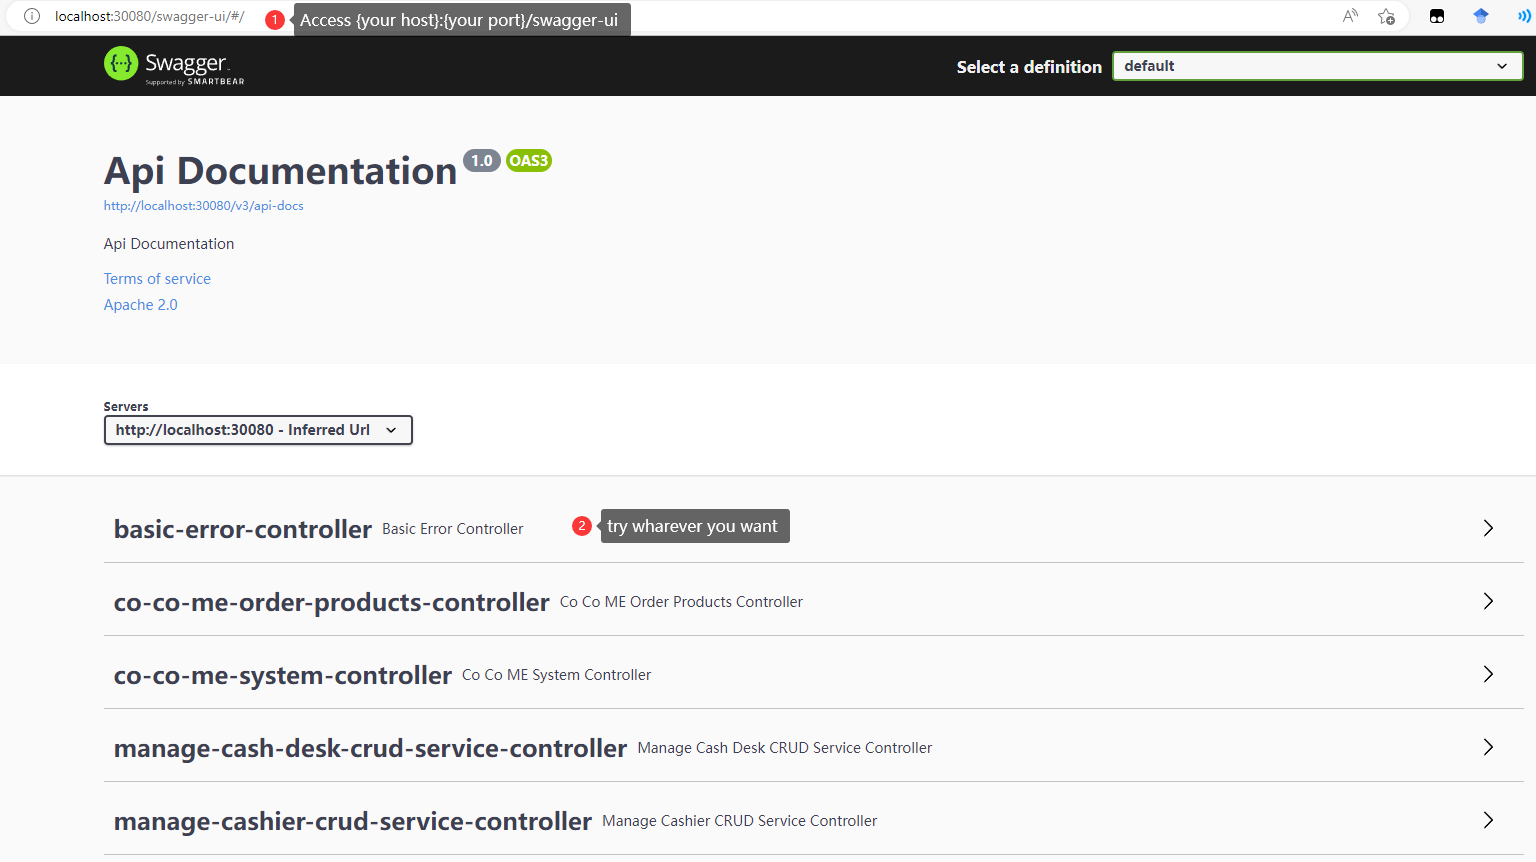 localhost:30080/swagger-ui/#/ 1 Access {your host}:{your port}/swagger-ui
Swagger
Supported by SMARTBEAR
Select a definition default
Api Documentation 1.0 OAS3
http://localhost:30080/v3/api-docs
Api Documentation
Terms of service
Apache 2.0
Servers
http://localhost:30080 - Inferred Url
basic-error-controller Basic Error Controller 2 try wharever you want
co-co-me-order-products-controller Co Co ME Order Products Controller
co-co-me-system-controller Co Co ME System Controller
manage-cash-desk-crud-service-controller Manage Cash Desk CRUD Service Controller
manage-cashier-crud-service-controller Manage Cashier CRUD Service Controller